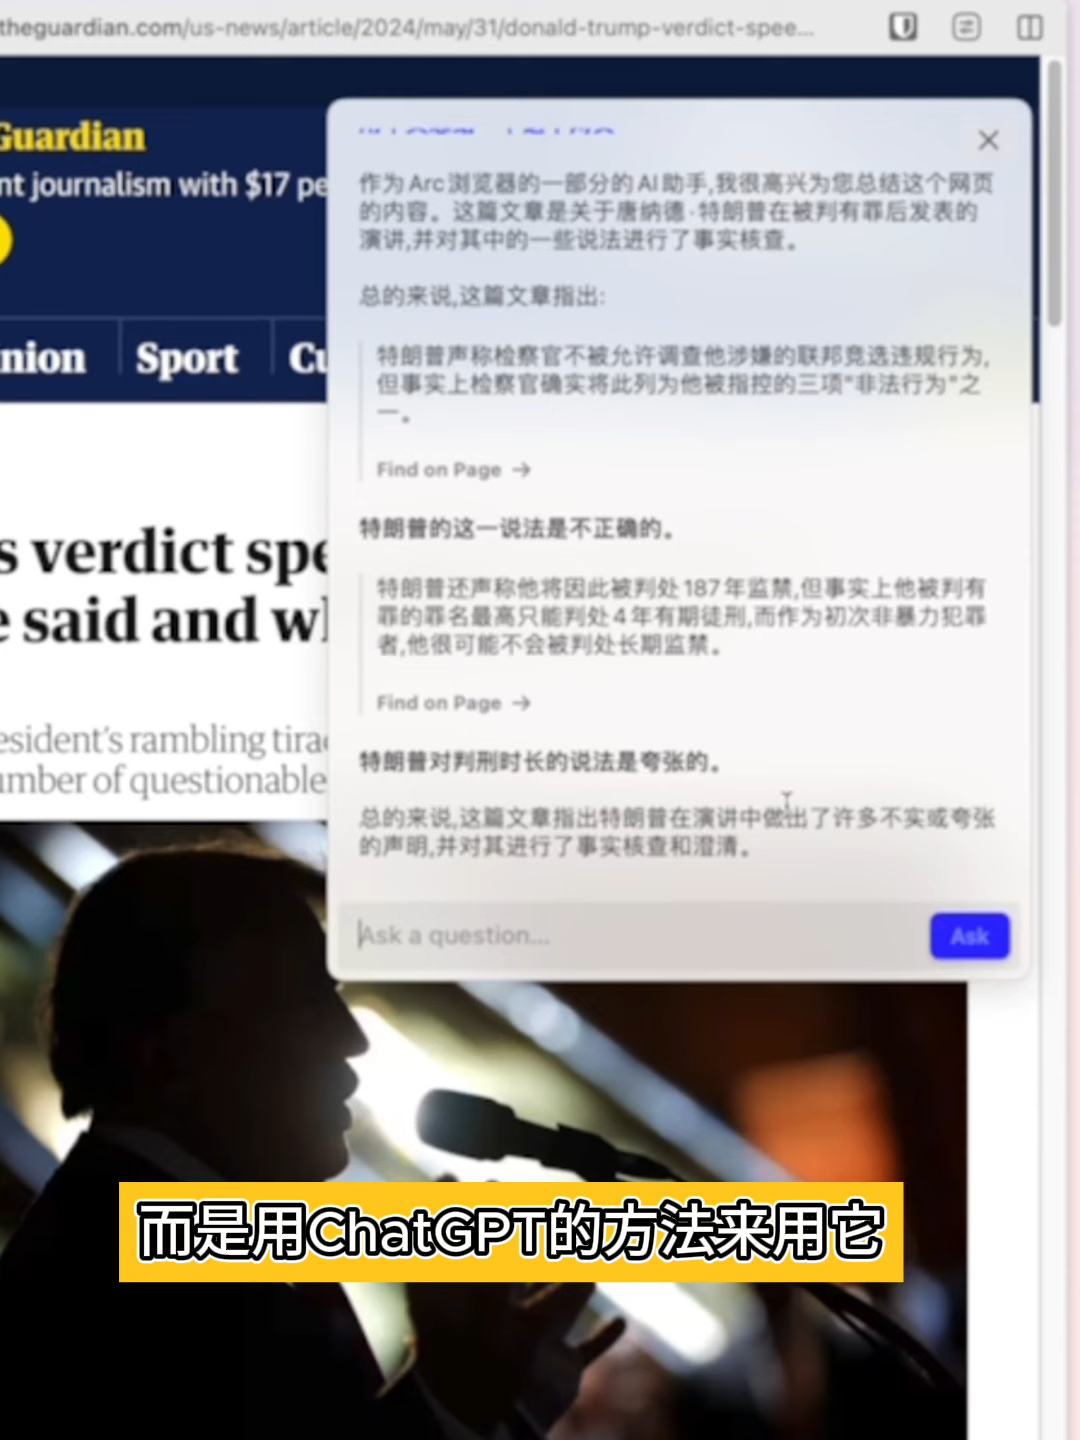 theguardian.com/us-news/article/2024/may/31/donald-trump-verdict-spee...
Guardian
nt journalism with $17 pe
nion
Sport
Cu
s verdict spe
e said and wh
esident's rambling tirad
umber of questionable
作为Arc浏览器的一部分的AI助手,我很高兴为您总结这个网页
的内容。这篇文章是关于唐纳德·特朗普在被判有罪后发表的
演讲,并对其中的一些说法进行了事实核查。
总的来说,这篇文章指出:
特朗普声称检察官不被允许调查他涉嫌的联邦竞选违规行为,
但事实上检察官确实将此列为他被指控的三项"非法行为"之
一。
Find on Page →
特朗普的这一说法是不正确的。
特朗普还声称他将因此被判处187年监禁,但事实上他被判有
罪的罪名最高只能判处4年有期徒刑,而作为初次非暴力犯罪
者,他很可能不会被判处长期监禁。
Find on Page →
特朗普对判刑时长的说法是夸张的。
总的来说,这篇文章指出特朗普在演讲中做出了许多不实或夸张
的声明,并对其进行了事实核查和澄清。
Ask a question...
Ask
而是用ChatGPT的方法来用它